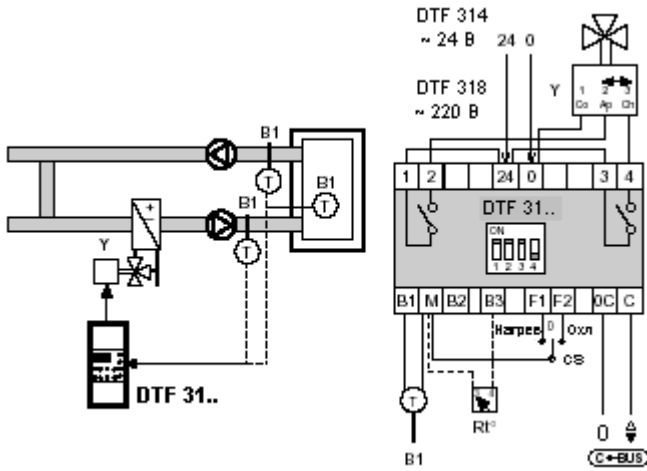 DTF 314
~ 24 В
24 0
DTF 318
~ 220 В
Y
1 2 3
Co Ap Ch
B1
T
B1
T
B1
T
+
Y
DTF 31..
1 2 24 0 3 4
DTF 31..
ON
1 2 3 4
B1 M B2 B3 F1 F2 0C C
Нагрев 0 Охл
CS
T
B1
Rt°
0
C BUS